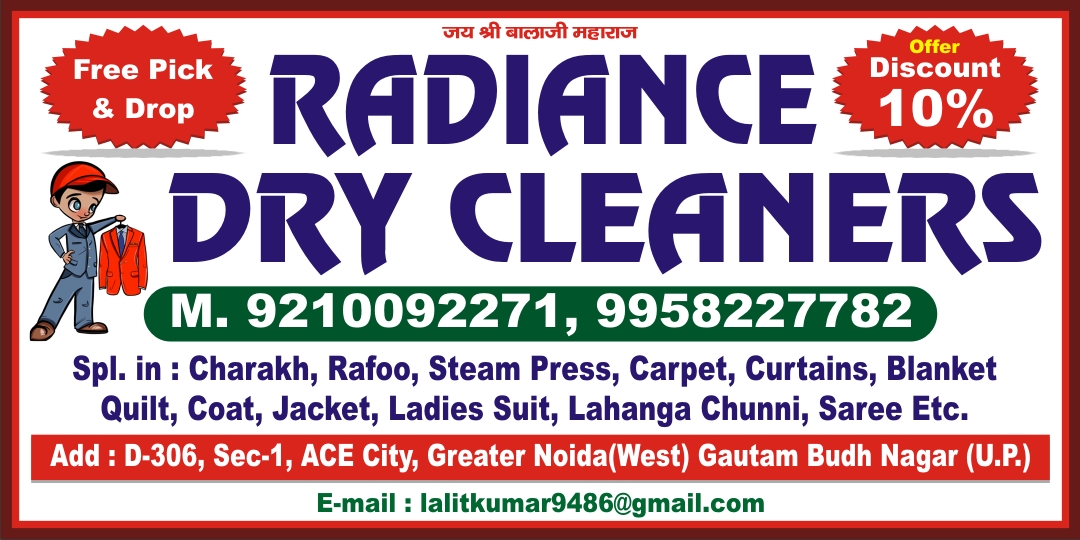 जय श्री बालाजी महाराज
Free Pick
& Drop
RADIANCE
Offer
Discount
10%
DRY CLEANERS
M. 9210092271, 9958227782
Spl. in : Charakh, Rafoo, Steam Press, Carpet, Curtains, Blanket
Quilt, Coat, Jacket, Ladies Suit, Lahanga Chunni, Saree Etc.
Add : D-306, Sec-1, ACE City, Greater Noida(West) Gautam Budh Nagar (U.P.)
E-mail : lalitkumar9486@gmail.com